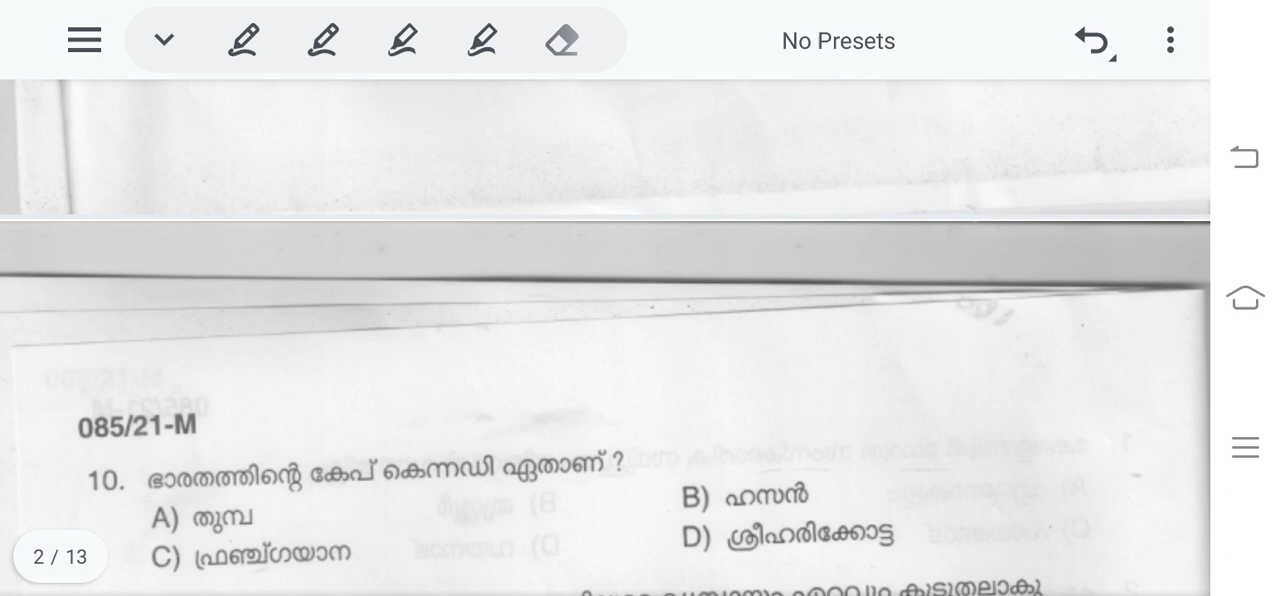 No Presets
085/21-M
10. ഭാരതത്തിന്റെ കേപ് കെന്നഡി ഏതാണ് ?
A) തുമ്പ
B) ഹസൻ
C) ഫ്രഞ്ച്ഗയാന
D) ശ്രീഹരിക്കോട്ട
2 / 13